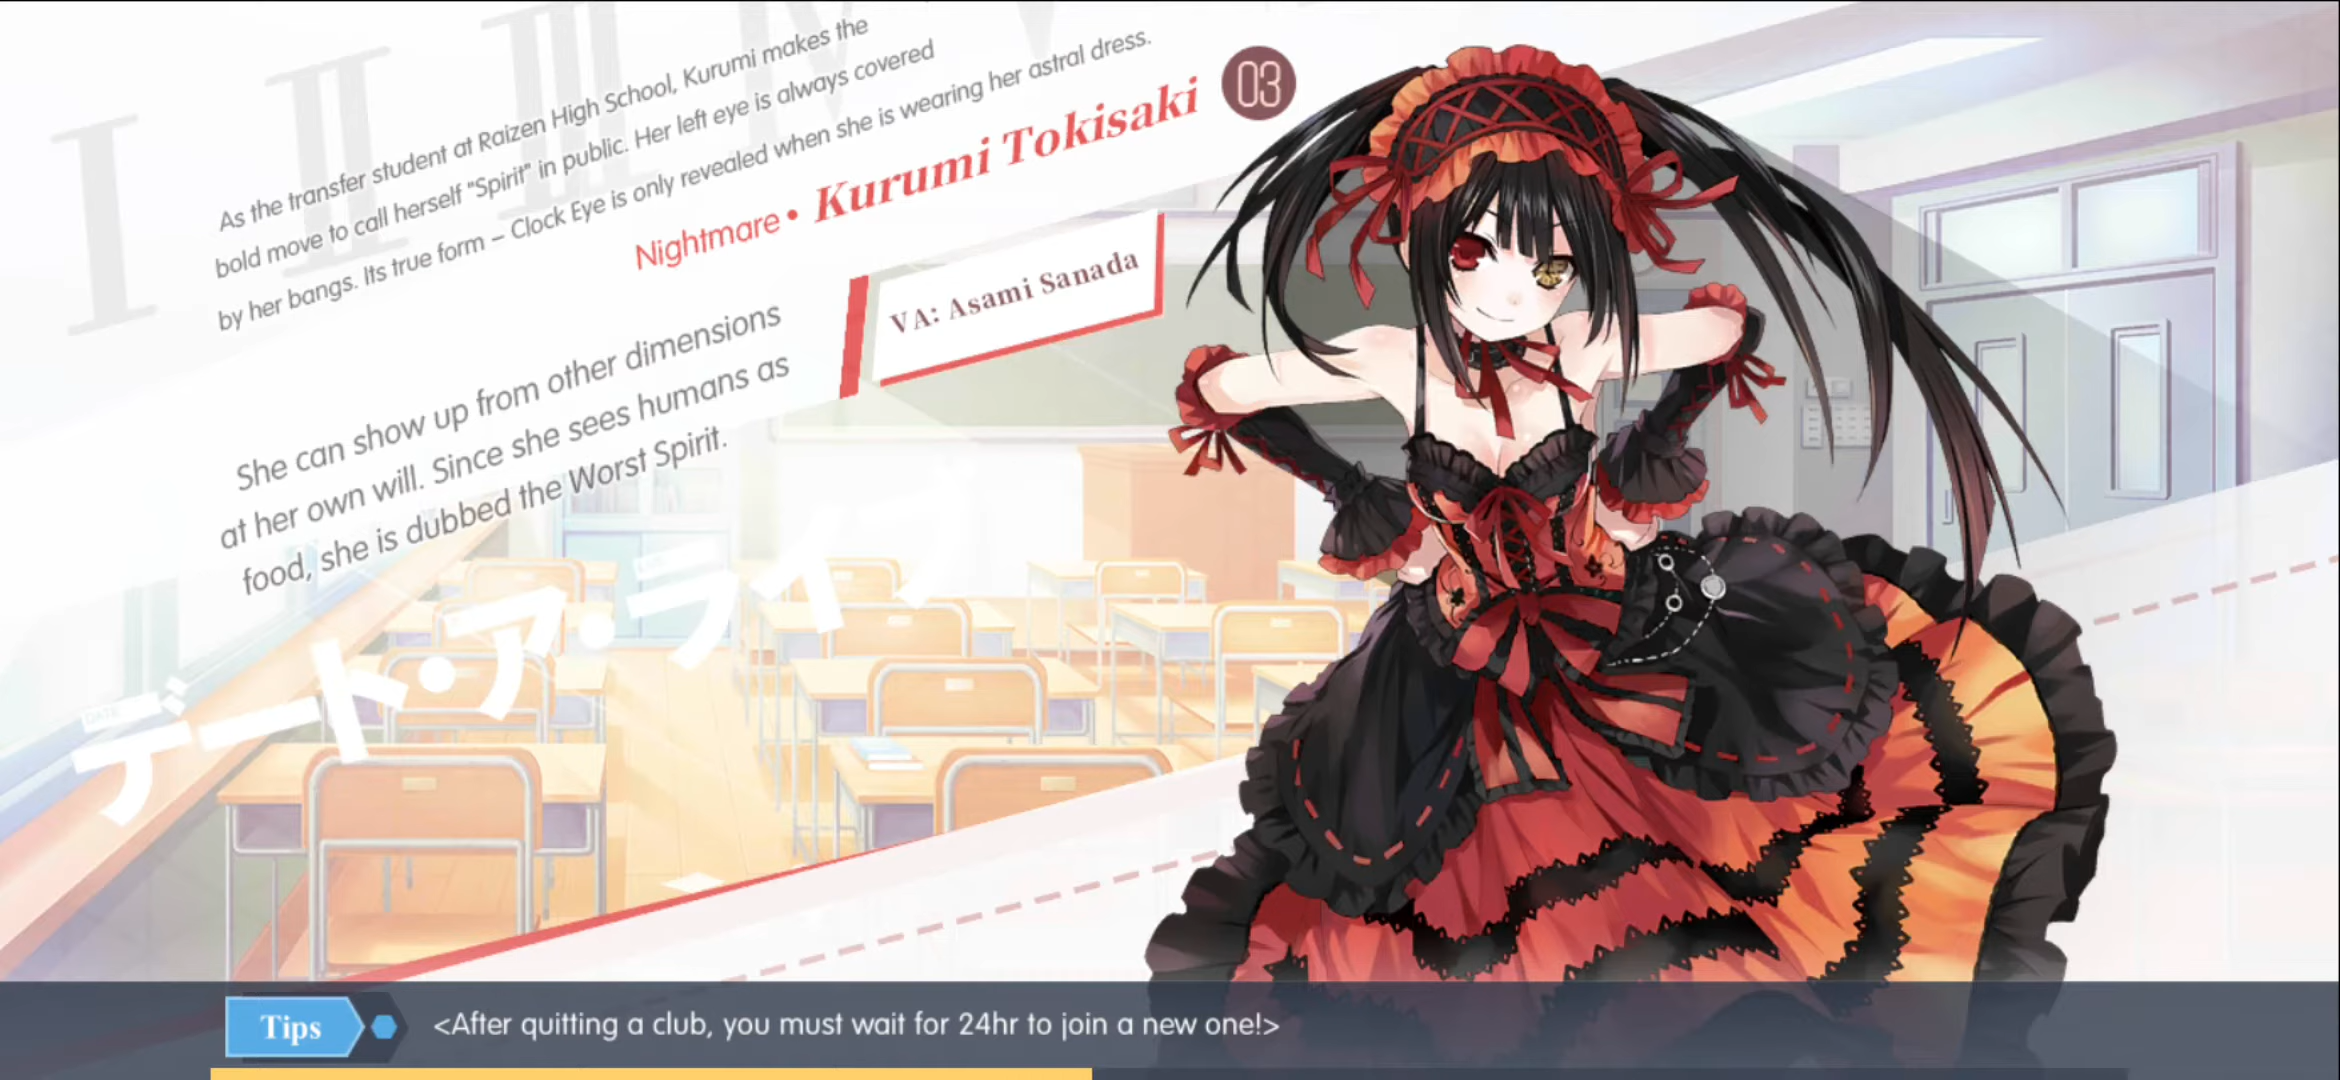 I II III IV V
As the transfer student at Raizen High School, Kurumi makes the
bold move to call herself "Spirit" in public. Her left eye is always covered
by her bangs. Its true form – Clock Eye is only revealed when she is wearing her astral dress.
Nightmare • Kurumi Tokisaki
03
VA: Asami Sanada
She can show up from other dimensions
at her own will. Since she sees humans as
food, she is dubbed the Worst Spirit.
デート・ア・ライブ
DATE
Tips
<After quitting a club, you must wait for 24hr to join a new one!>